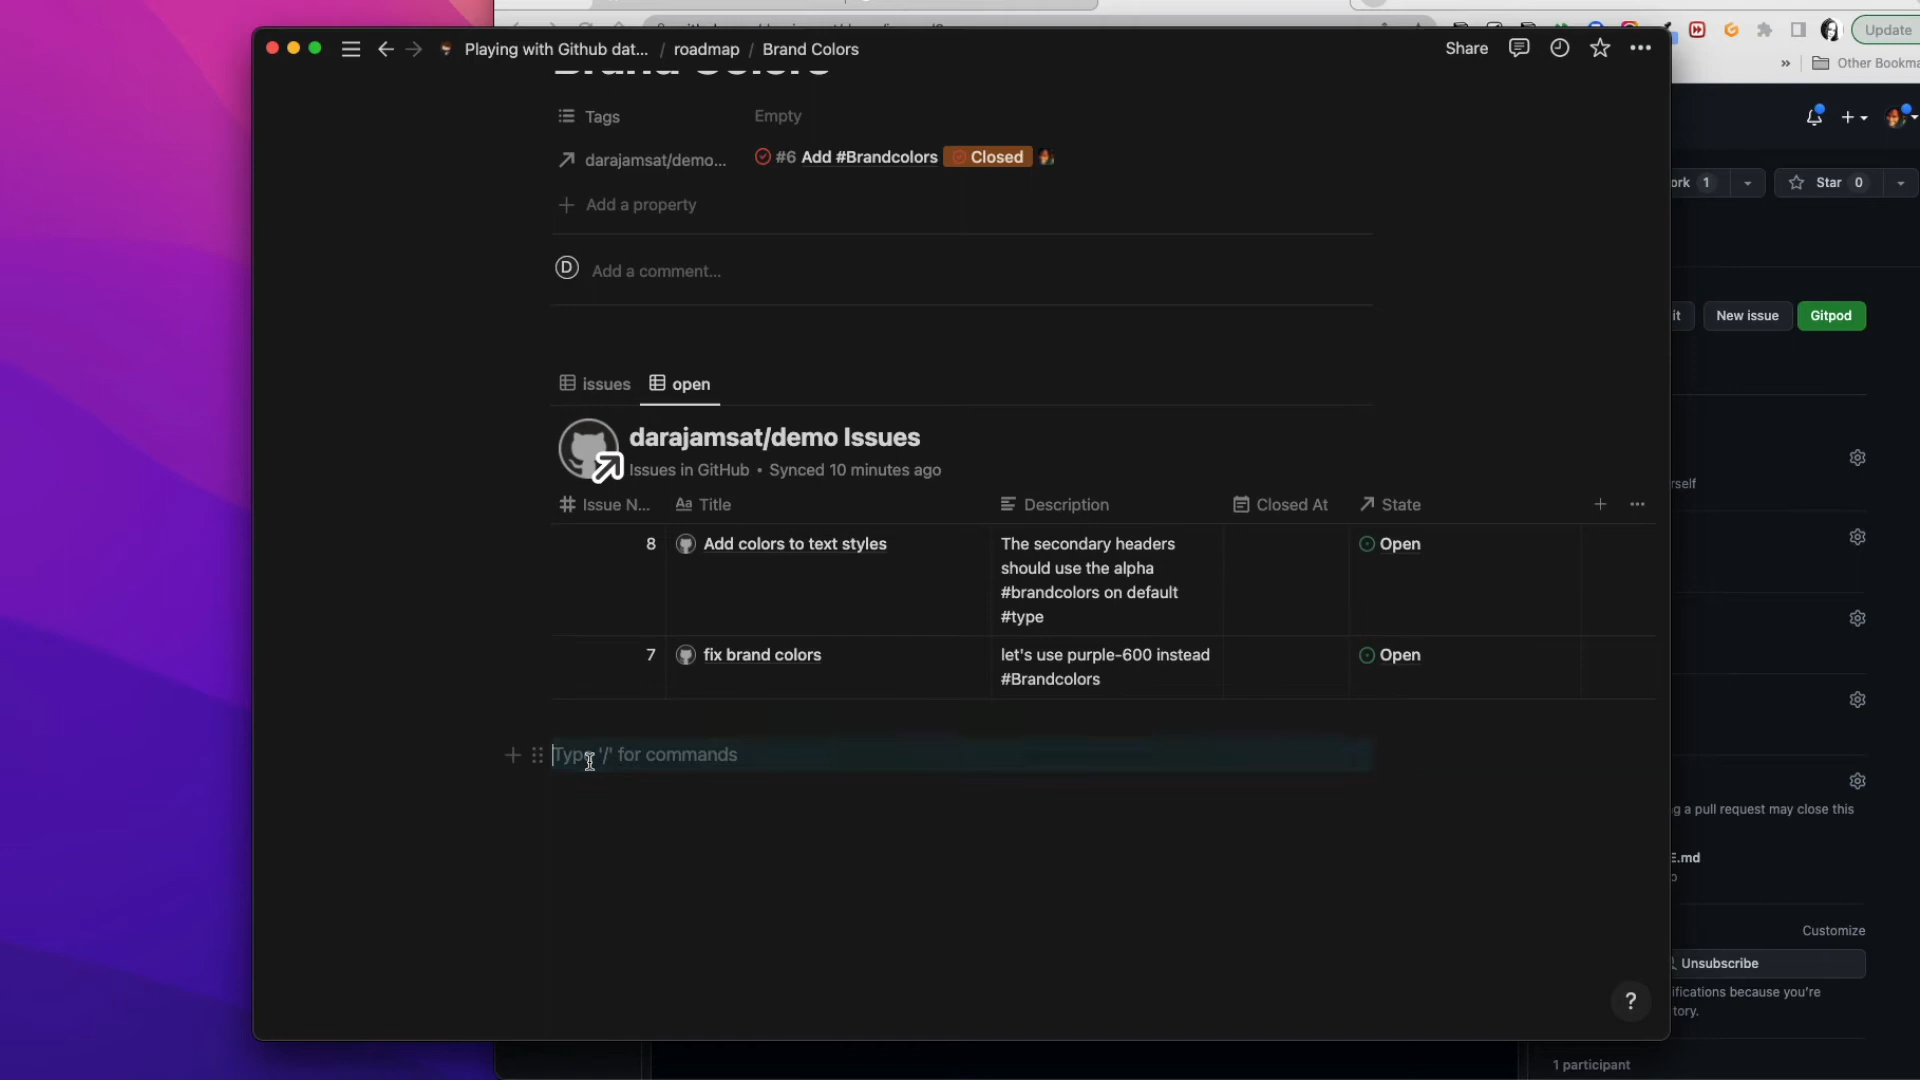 Update
Playing with Github dat... / roadmap / Brand Colors
Share
» Other Bookma
Brand Colors
Tags Empty
darajamsat/demo... #6 Add #Brandcolors Closed
+ Add a property
D Add a comment...
issues open
darajamsat/demo Issues
Issues in GitHub • Synced 10 minutes ago
Issue N... Aa Title Description Closed At State + ...
8 Add colors to text styles The secondary headers Open
should use the alpha
#brandcolors on default
#type
7 fix brand colors let's use purple-600 instead Open
#Brandcolors
Type '/' for commands
?
ork 1 Star 0
it New issue Gitpod
rself
g a pull request may close this
E.md
o
Customize
Unsubscribe
ifications because you're
tory.
1 participant